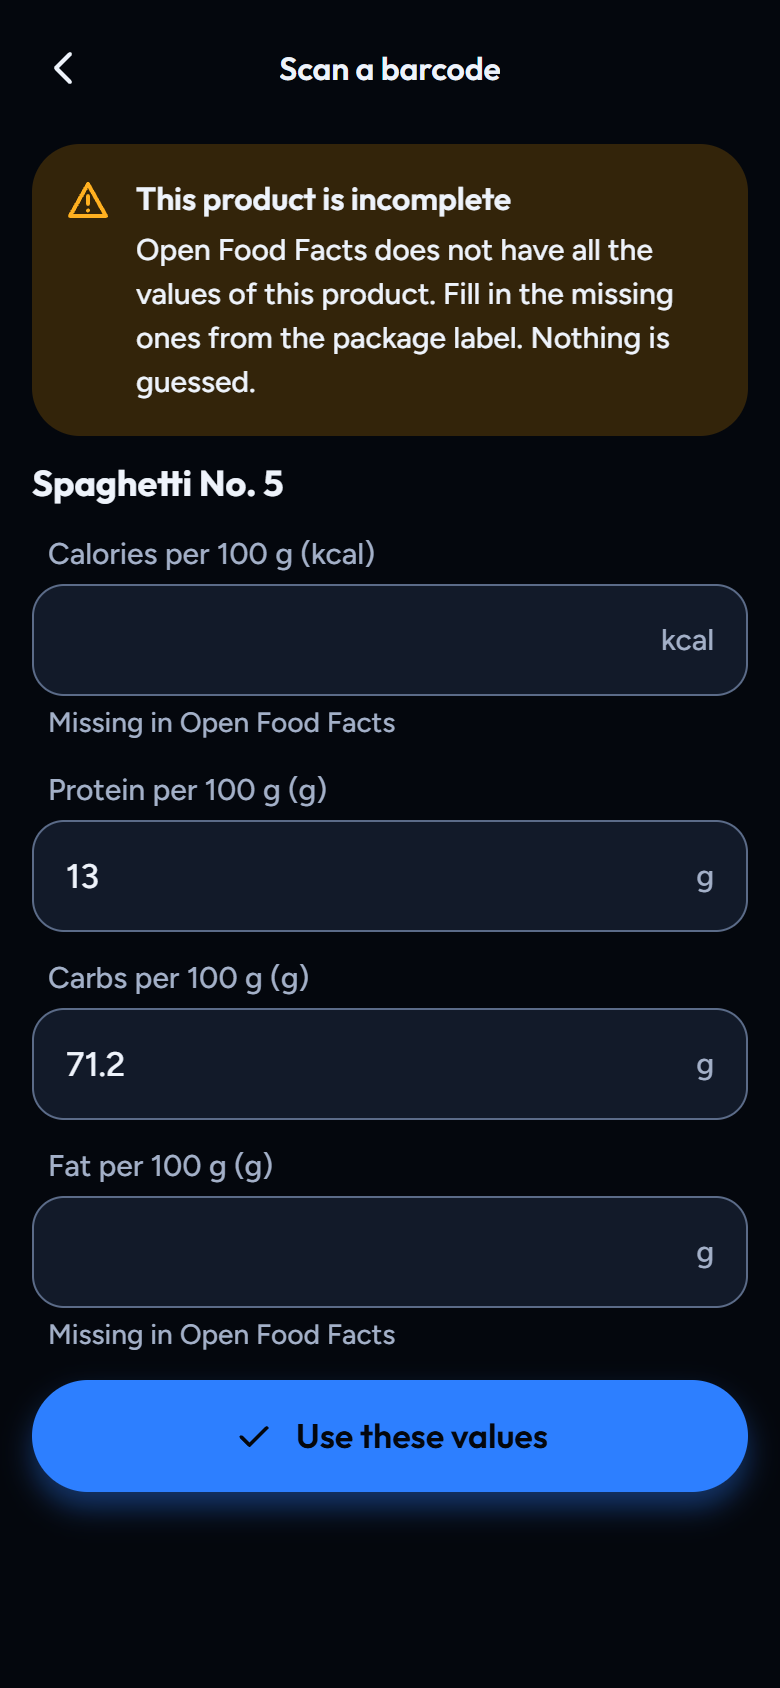 Scan a barcode
This product is incomplete
Open Food Facts does not have all the
values of this product. Fill in the missing
ones from the package label. Nothing is
guessed.
Spaghetti No. 5
Calories per 100 g (kcal)
kcal
Missing in Open Food Facts
Protein per 100 g (g)
13 g
Carbs per 100 g (g)
71.2 g
Fat per 100 g (g)
g
Missing in Open Food Facts
Use these values